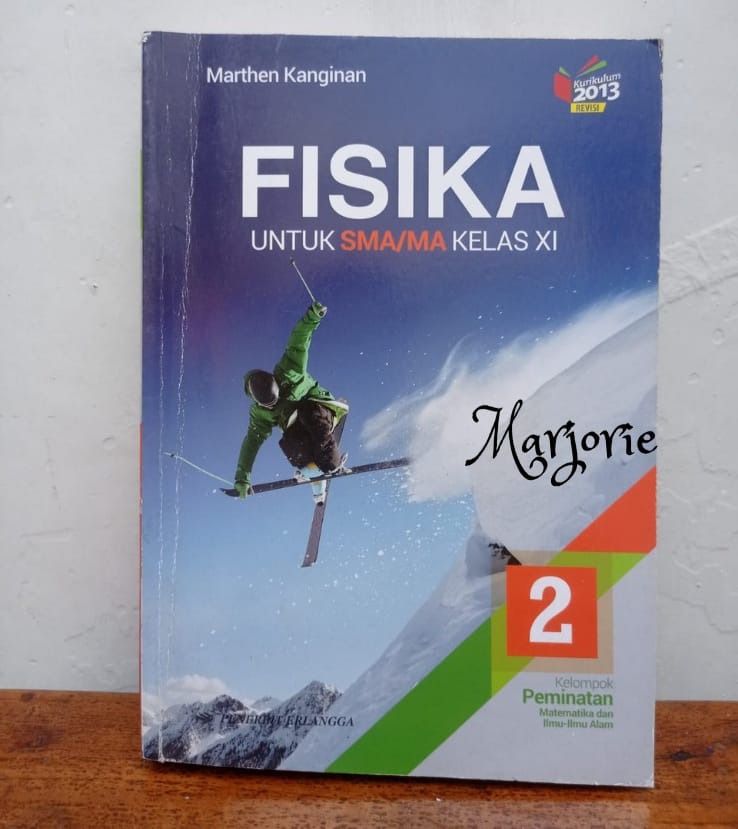 Marthen Kanginan
Kurikulum
2013
REVISI
FISIKA
UNTUK SMA/MA KELAS XI
Marjorie
2
Kelompok
Peminatan
Matematika dan
Ilmu-Ilmu Alam
PENERBIT ERLANGGA